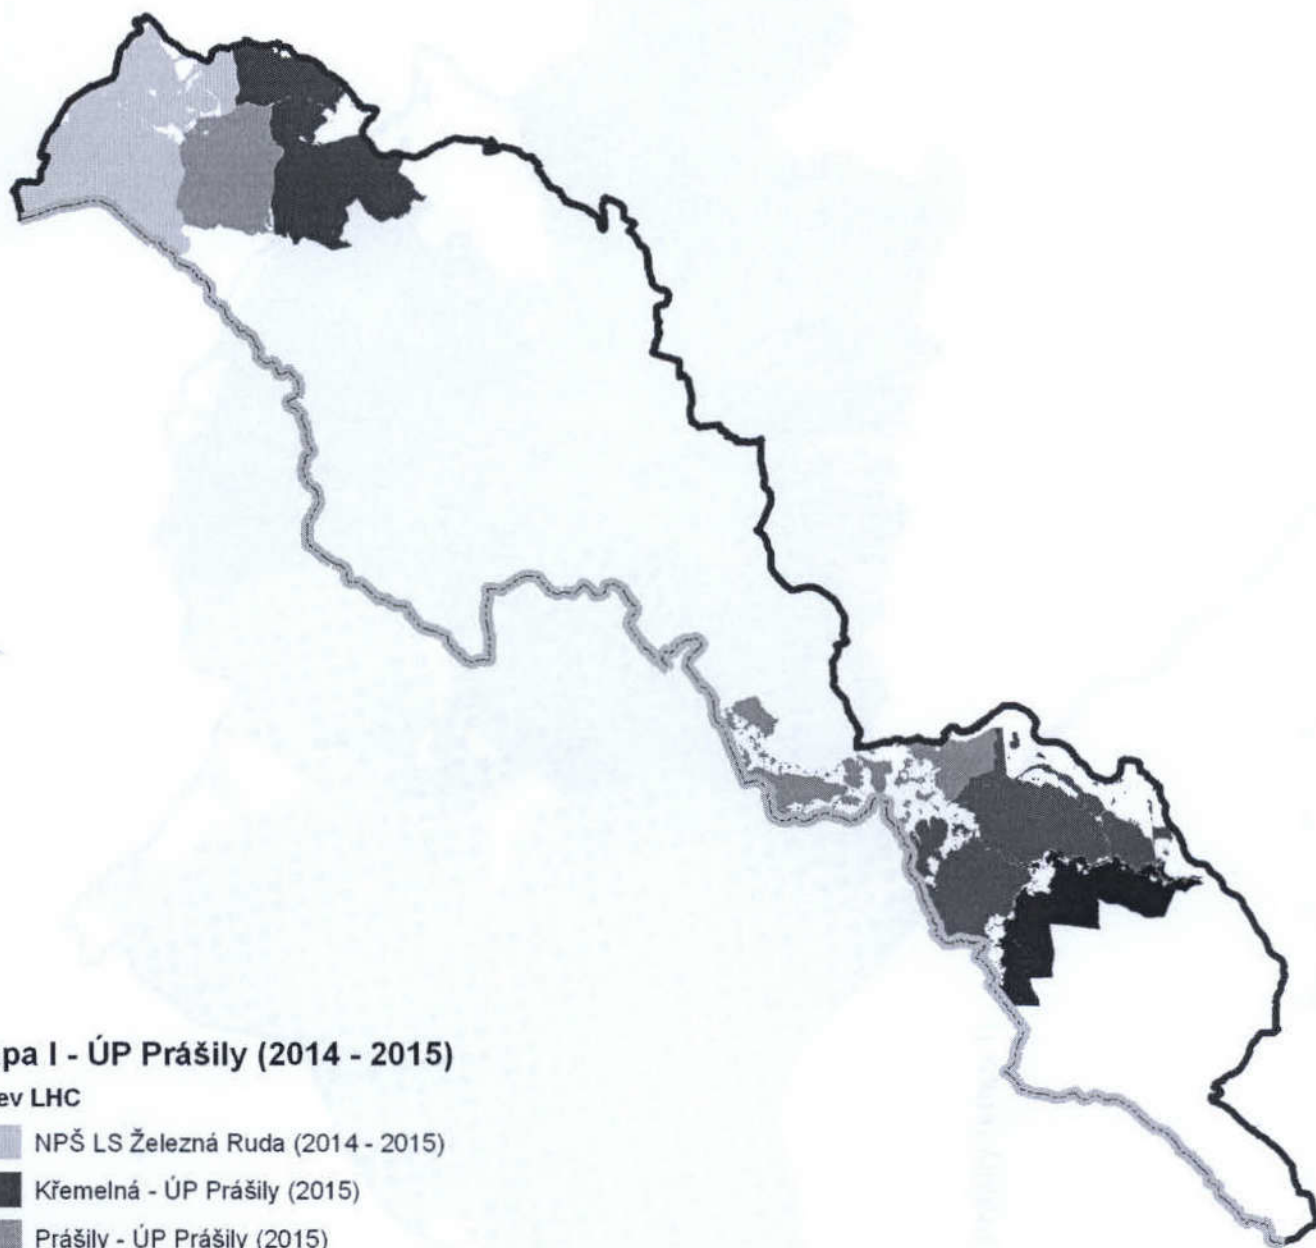 pa I - ÚP Prášily (2014 - 2015)
ev LHC
NPŠ LS Železná Ruda (2014 - 2015)
Křemelná - ÚP Prášily (2015)
Prášily - ÚP Prášily (2015)